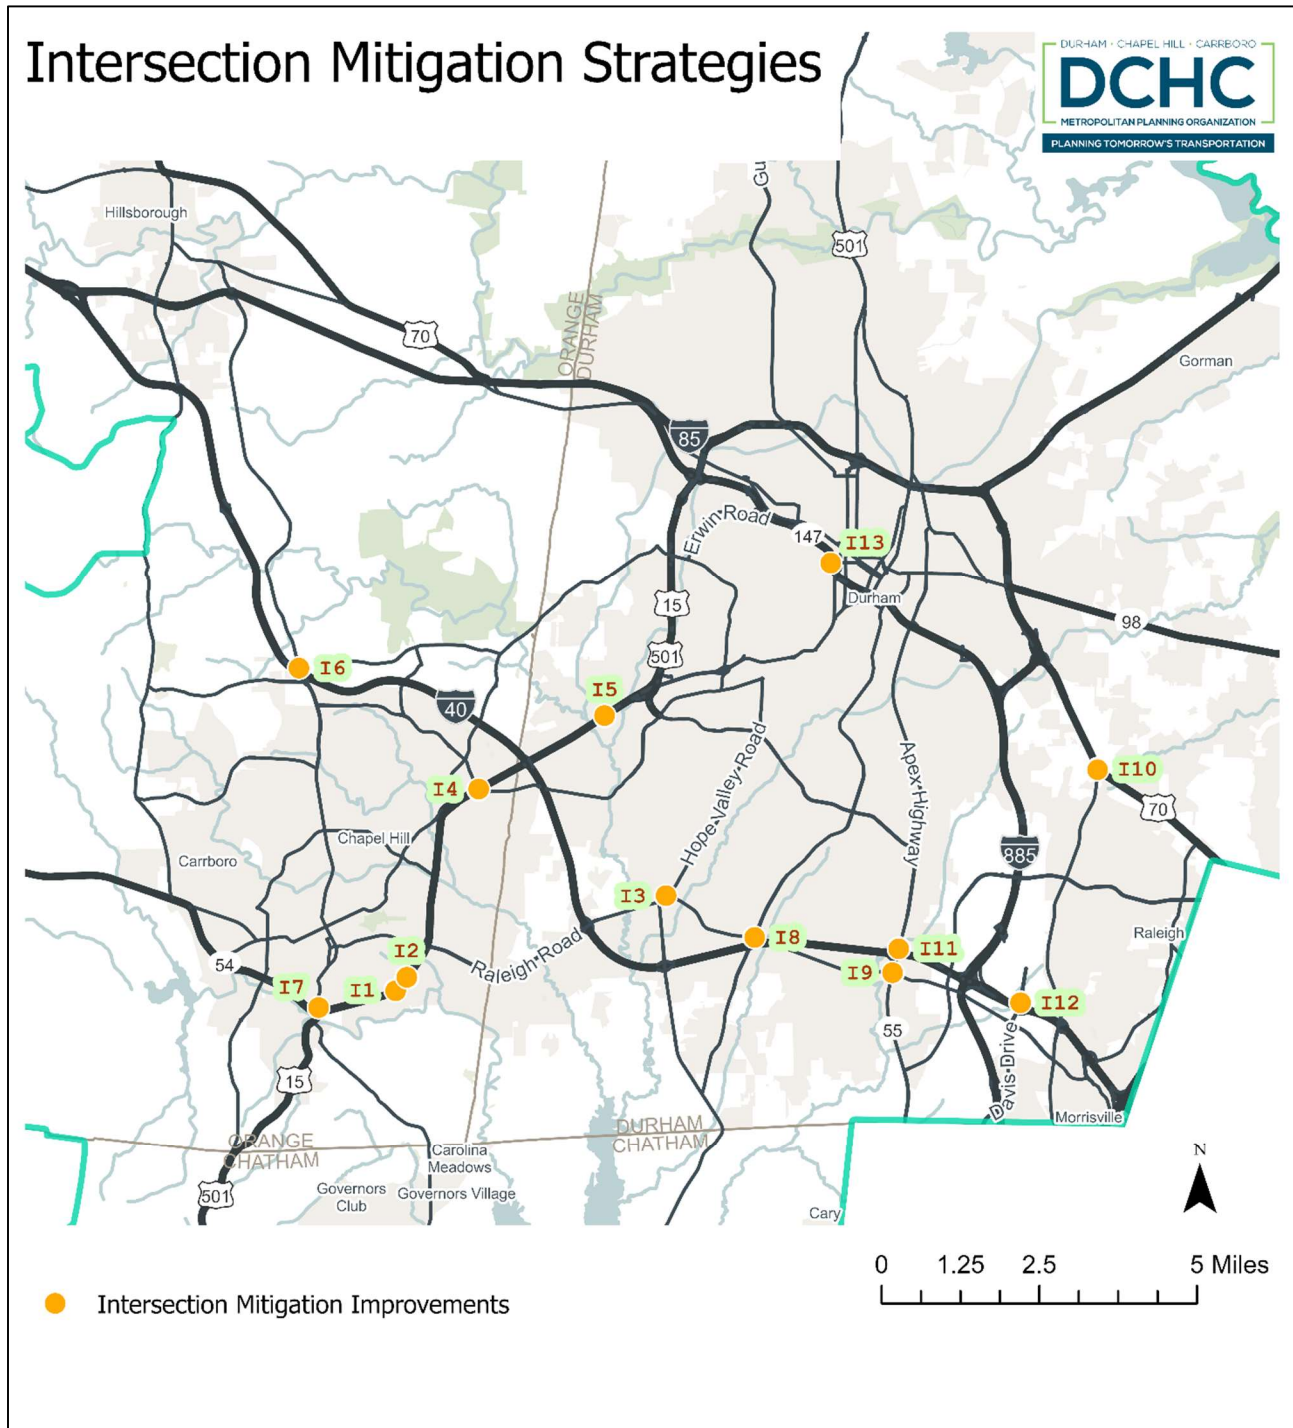 Intersection Mitigation Strategies
DURHAM · CHAPEL HILL · CARRBORO
DCHC
METROPOLITAN PLANNING ORGANIZATION
PLANNING TOMORROW'S TRANSPORTATION
Gu
Hillsborough
501
ORANGE
DURHAM
70
Gorman
85
Erwin Road
147
I13
15
Durham
98
501
I6
I5
40
I10
I4
70
Hope Valley Road
Apex Highway
Chapel Hill
Carrboro
885
I3
Raleigh
I2
I8
I11
54
Raleigh Road
I9
I7
I1
I12
55
15
Davis Drive
Morrisville
DURHAM
CHATHAM
ORANGE
CHATHAM
Carolina
Meadows
Governors
Club
Governors Village
501
Cary
N
0 1.25 2.5 5 Miles
Intersection Mitigation Improvements